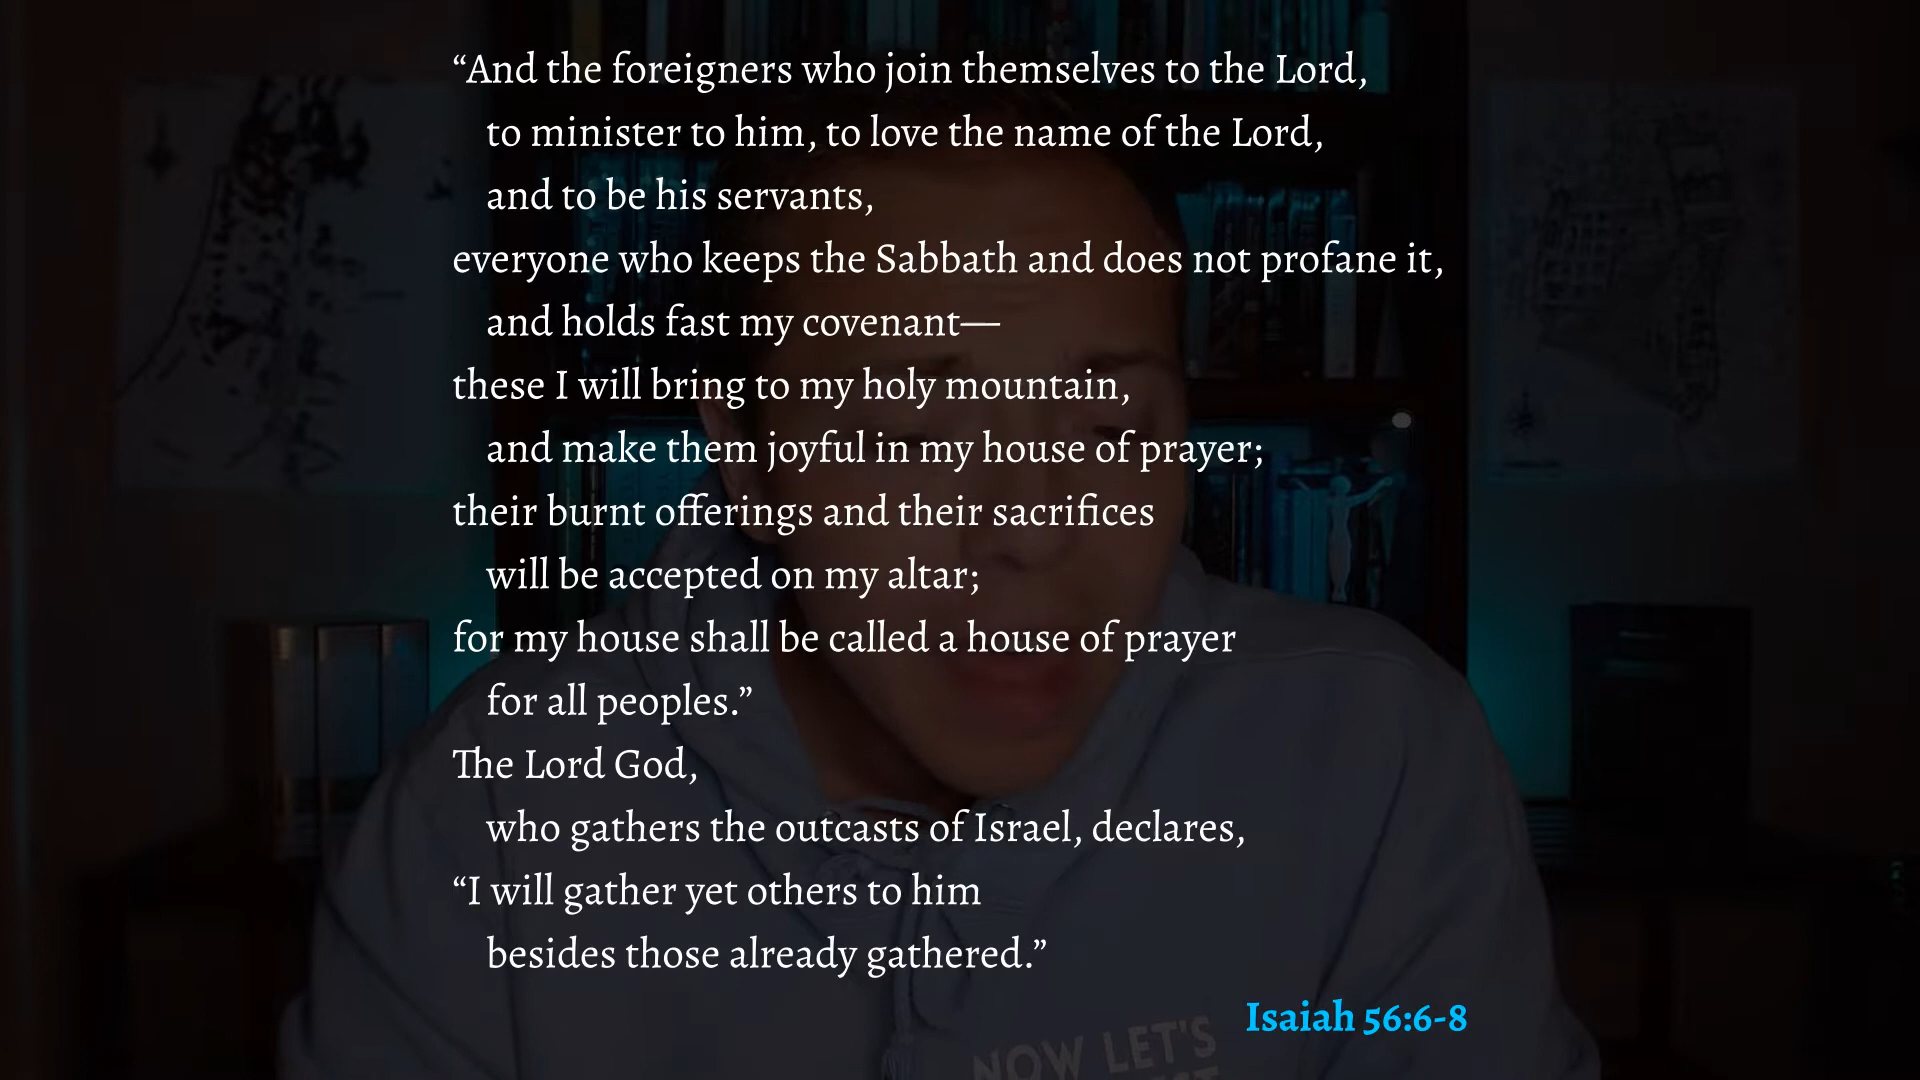 “And the foreigners who join themselves to the Lord,
to minister to him, to love the name of the Lord,
and to be his servants,
everyone who keeps the Sabbath and does not profane it,
and holds fast my covenant—
these I will bring to my holy mountain,
and make them joyful in my house of prayer;
their burnt offerings and their sacrifices
will be accepted on my altar;
for my house shall be called a house of prayer
for all peoples.”
The Lord God,
who gathers the outcasts of Israel, declares,
“I will gather yet others to him
besides those already gathered.”
Isaiah 56:6-8
NOW LET'S